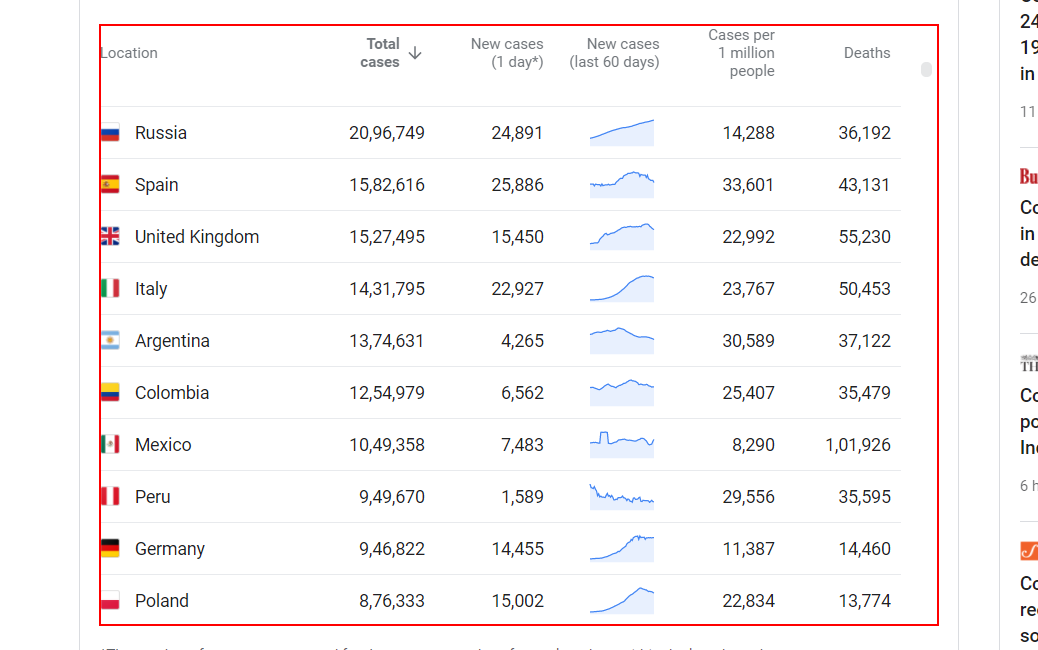 Location
Total cases ↓
New cases (1 day*)
New cases (last 60 days)
Cases per 1 million people
Deaths
Russia 20,96,749 24,891 14,288 36,192
Spain 15,82,616 25,886 33,601 43,131
United Kingdom 15,27,495 15,450 22,992 55,230
Italy 14,31,795 22,927 23,767 50,453
Argentina 13,74,631 4,265 30,589 37,122
Colombia 12,54,979 6,562 25,407 35,479
Mexico 10,49,358 7,483 8,290 1,01,926
Peru 9,49,670 1,589 29,556 35,595
Germany 9,46,822 14,455 11,387 14,460
Poland 8,76,333 15,002 22,834 13,774
24
19
in
11
Bu
Co
in
de
26
TH
Co
po
Inc
6 h
Co
re
so